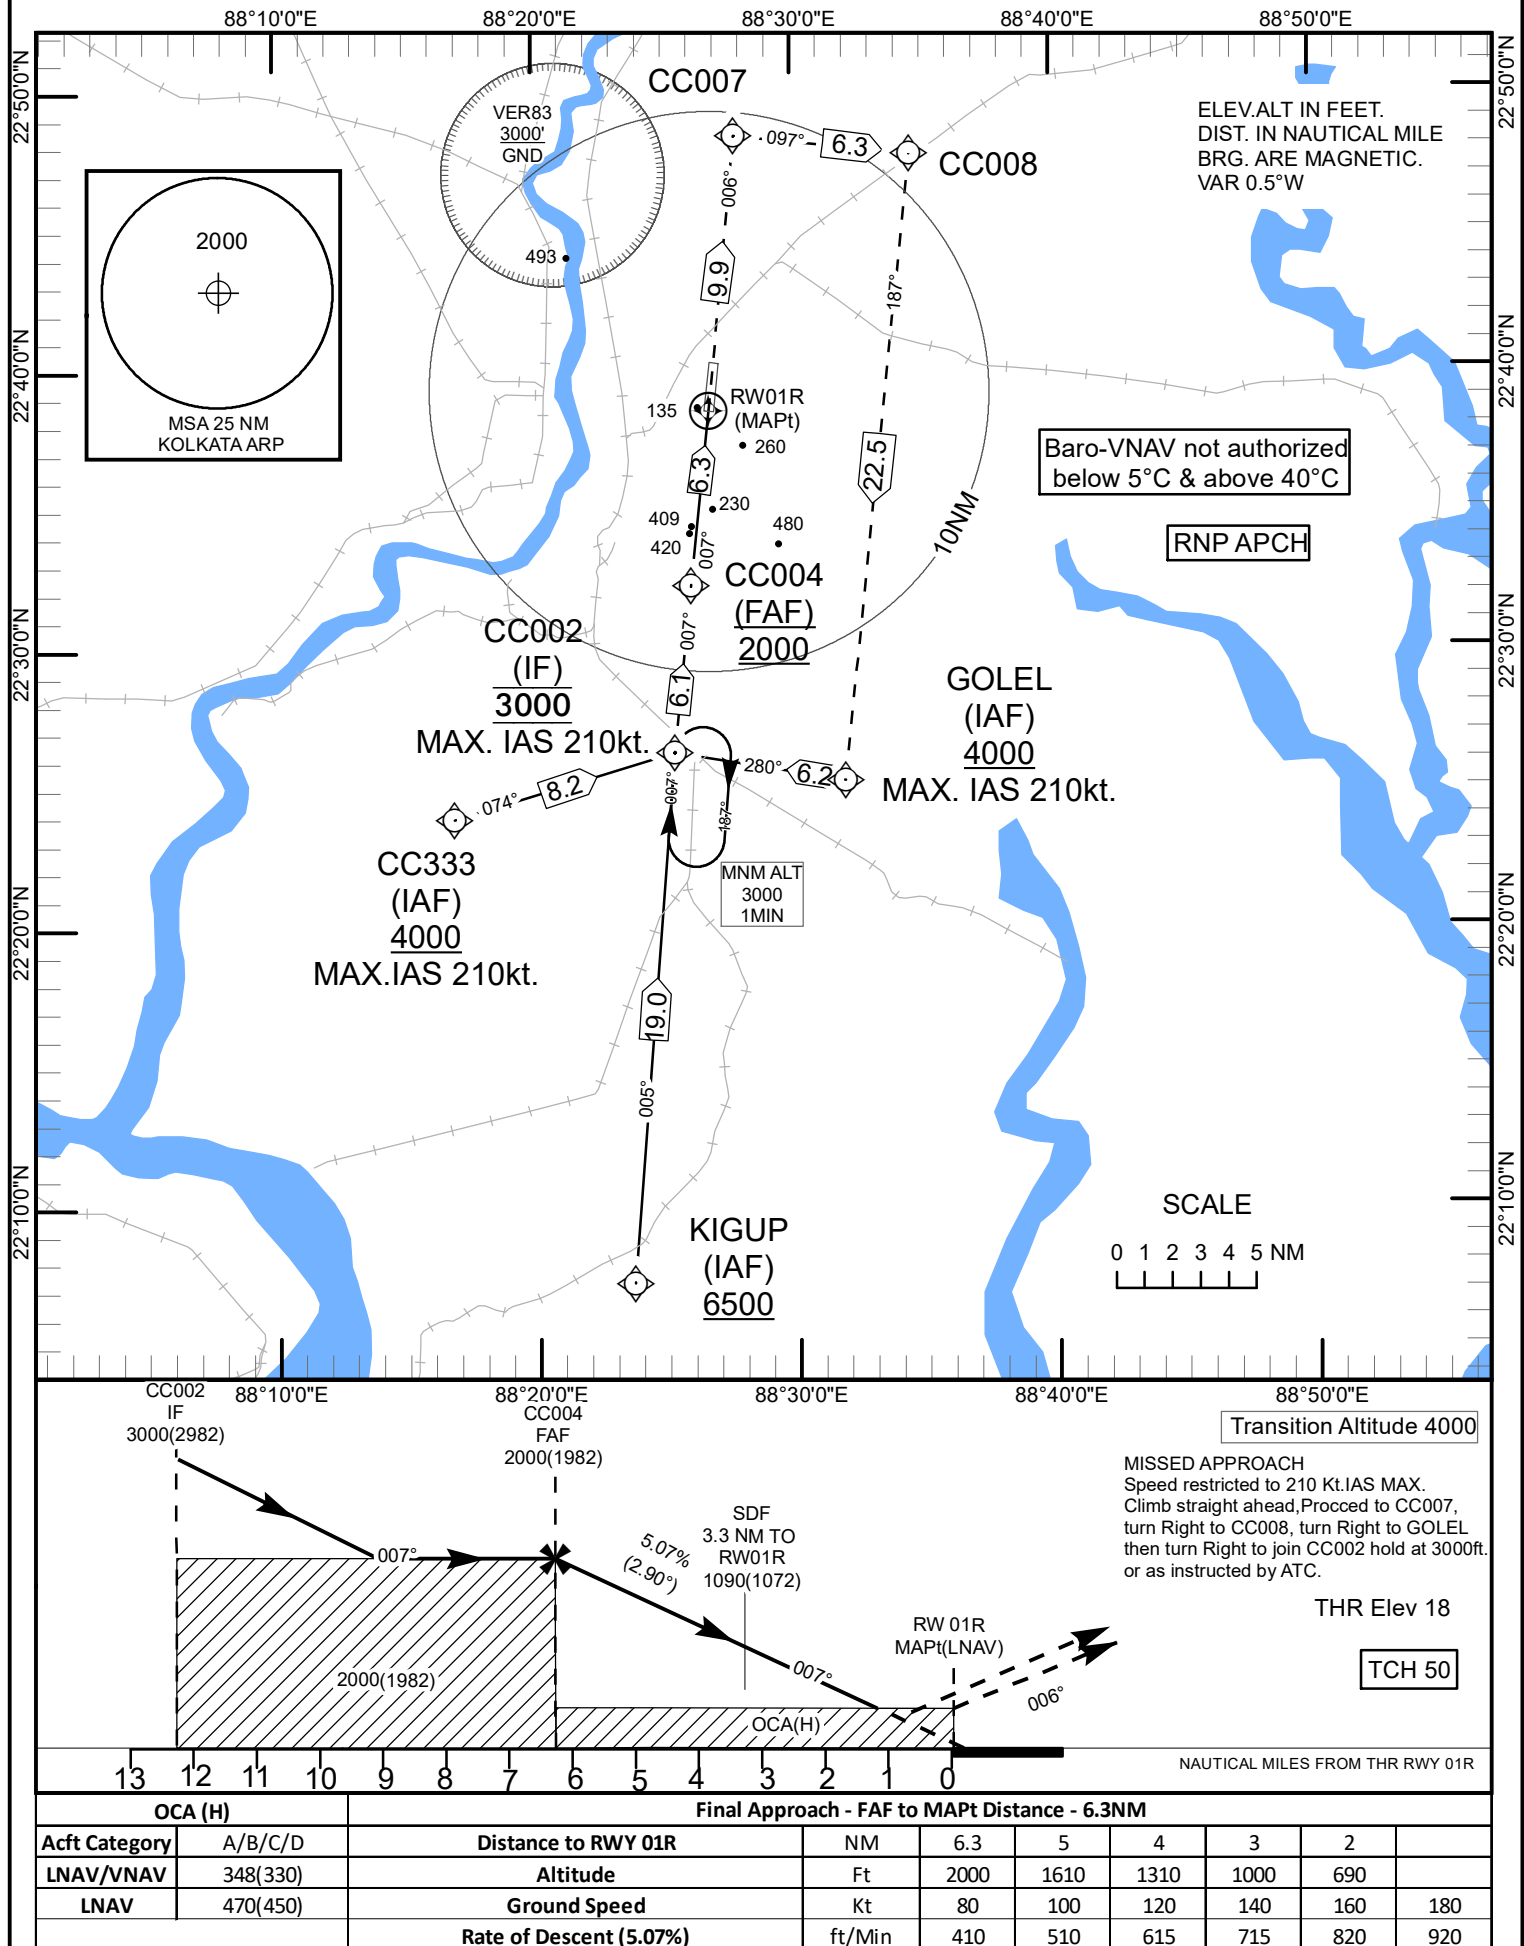 88°10'0"E 88°20'0"E 88°30'0"E 88°40'0"E 88°50'0"E
22°50'0"N
22°50'0"N
CC007
VER83
3000'
GND
097°
6.3
CC008
ELEV.ALT IN FEET.
DIST. IN NAUTICAL MILE
BRG. ARE MAGNETIC.
VAR 0.5°W
006°
2000
493
9.9
187°
MSA 25 NM
KOLKATA ARP
22°40'0"N
22°40'0"N
RW01R
(MAPt)
135
260
Baro-VNAV not authorized
below 5°C & above 40°C
22.5
6.3
230
409
420
480
10NM
RNP APCH
007°
CC004
(FAF)
2000
22°30'0"N
22°30'0"N
007°
CC002
(IF)
3000
MAX. IAS 210kt.
6.1
GOLEL
(IAF)
4000
MAX. IAS 210kt.
280°
6.2
074°
8.2
007°
187°
CC333
(IAF)
4000
MAX.IAS 210kt.
MNM ALT
3000
1MIN
22°20'0"N
22°20'0"N
19.0
005°
22°10'0"N
22°10'0"N
KIGUP
(IAF)
6500
SCALE
0 1 2 3 4 5 NM
88°10'0"E 88°20'0"E 88°30'0"E 88°40'0"E 88°50'0"E
CC002
IF
3000(2982)
CC004
FAF
2000(1982)
Transition Altitude 4000
MISSED APPROACH
Speed restricted to 210 Kt.IAS MAX.
Climb straight ahead,Procced to CC007,
turn Right to CC008, turn Right to GOLEL
then turn Right to join CC002 hold at 3000ft.
or as instructed by ATC.
SDF
3.3 NM TO
RW01R
1090(1072)
5.07%
(2.90°)
007°
THR Elev 18
RW 01R
MAPt(LNAV)
TCH 50
007°
006°
2000(1982)
OCA(H)
13 12 11 10 9 8 7 6 5 4 3 2 1 0
NAUTICAL MILES FROM THR RWY 01R
OCA (H) Final Approach - FAF to MAPt Distance - 6.3NM
Acft Category A/B/C/D Distance to RWY 01R NM 6.3 5 4 3 2
LNAV/VNAV 348(330) Altitude Ft 2000 1610 1310 1000 690
LNAV 470(450) Ground Speed Kt 80 100 120 140 160 180
Rate of Descent (5.07%) ft/Min 410 510 615 715 820 920